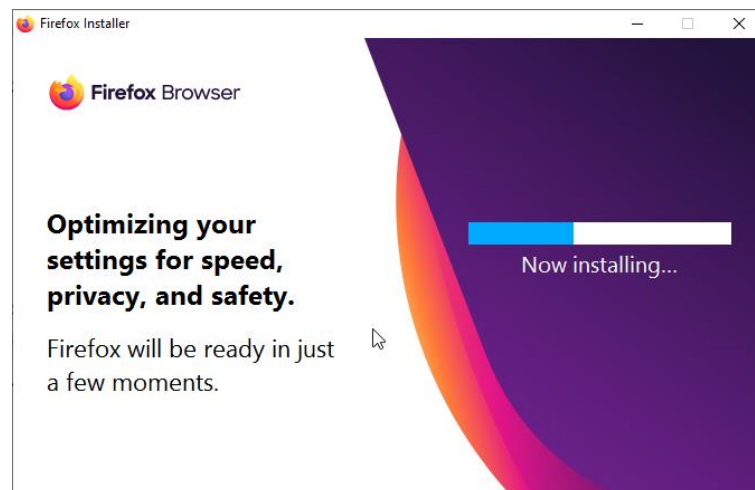 Firefox Installer
Firefox Browser
Optimizing your
settings for speed,
privacy, and safety.
Firefox will be ready in just
a few moments.
Now installing...